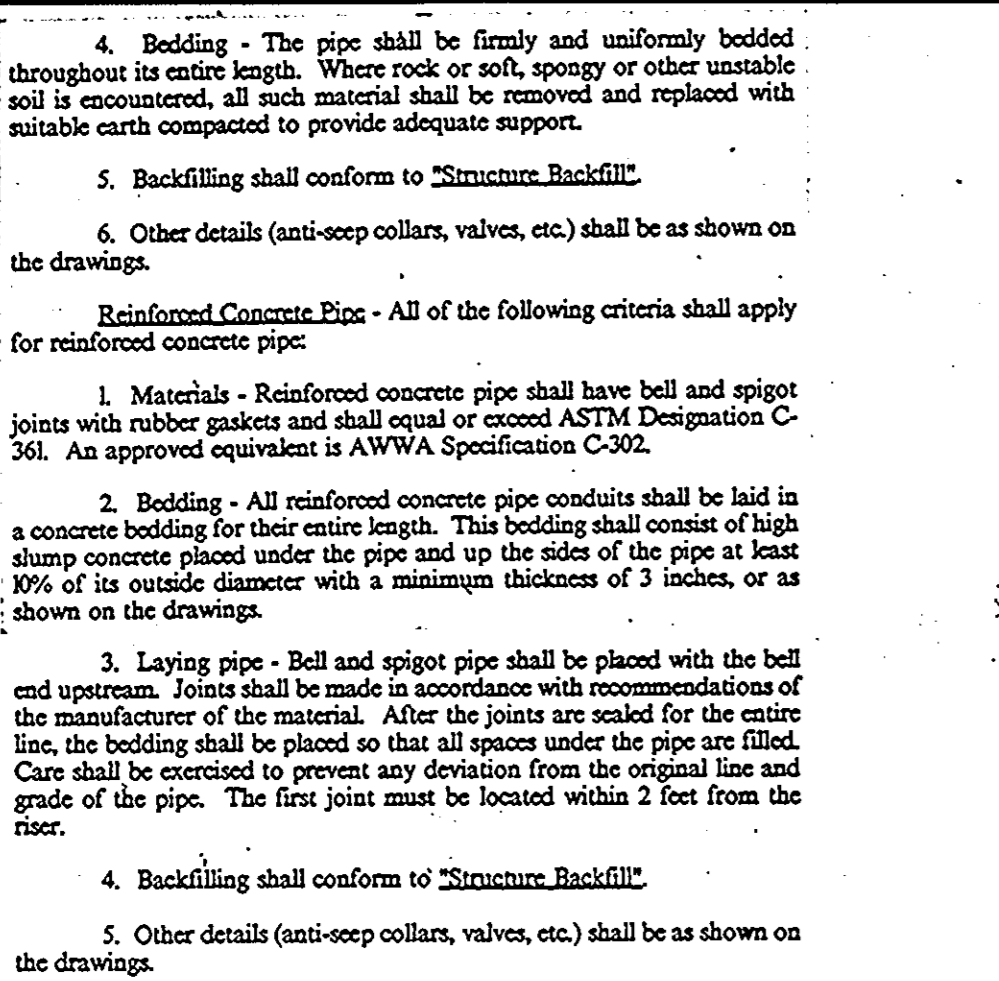 4. Bedding - The pipe shall be firmly and uniformly bedded
throughout its entire length. Where rock or soft, spongy or other unstable
soil is encountered, all such material shall be removed and replaced with
suitable earth compacted to provide adequate support.
5. Backfilling shall conform to "Structure Backfill".
6. Other details (anti-seep collars, valves, etc.) shall be as shown on
the drawings.
Reinforced Concrete Pipe - All of the following criteria shall apply
for reinforced concrete pipe:
1. Materials - Reinforced concrete pipe shall have bell and spigot
joints with rubber gaskets and shall equal or exceed ASTM Designation C-
361. An approved equivalent is AWWA Specification C-302.
2. Bedding - All reinforced concrete pipe conduits shall be laid in
a concrete bedding for their entire length. This bedding shall consist of high
slump concrete placed under the pipe and up the sides of the pipe at least
10% of its outside diameter with a minimum thickness of 3 inches, or as
shown on the drawings.
3. Laying pipe - Bell and spigot pipe shall be placed with the bell
end upstream. Joints shall be made in accordance with recommendations of
the manufacturer of the material. After the joints are sealed for the entire
line, the bedding shall be placed so that all spaces under the pipe are filled.
Care shall be exercised to prevent any deviation from the original line and
grade of the pipe. The first joint must be located within 2 feet from the
riser.
4. Backfilling shall conform to "Structure Backfill".
5. Other details (anti-seep collars, valves, etc.) shall be as shown on
the drawings.